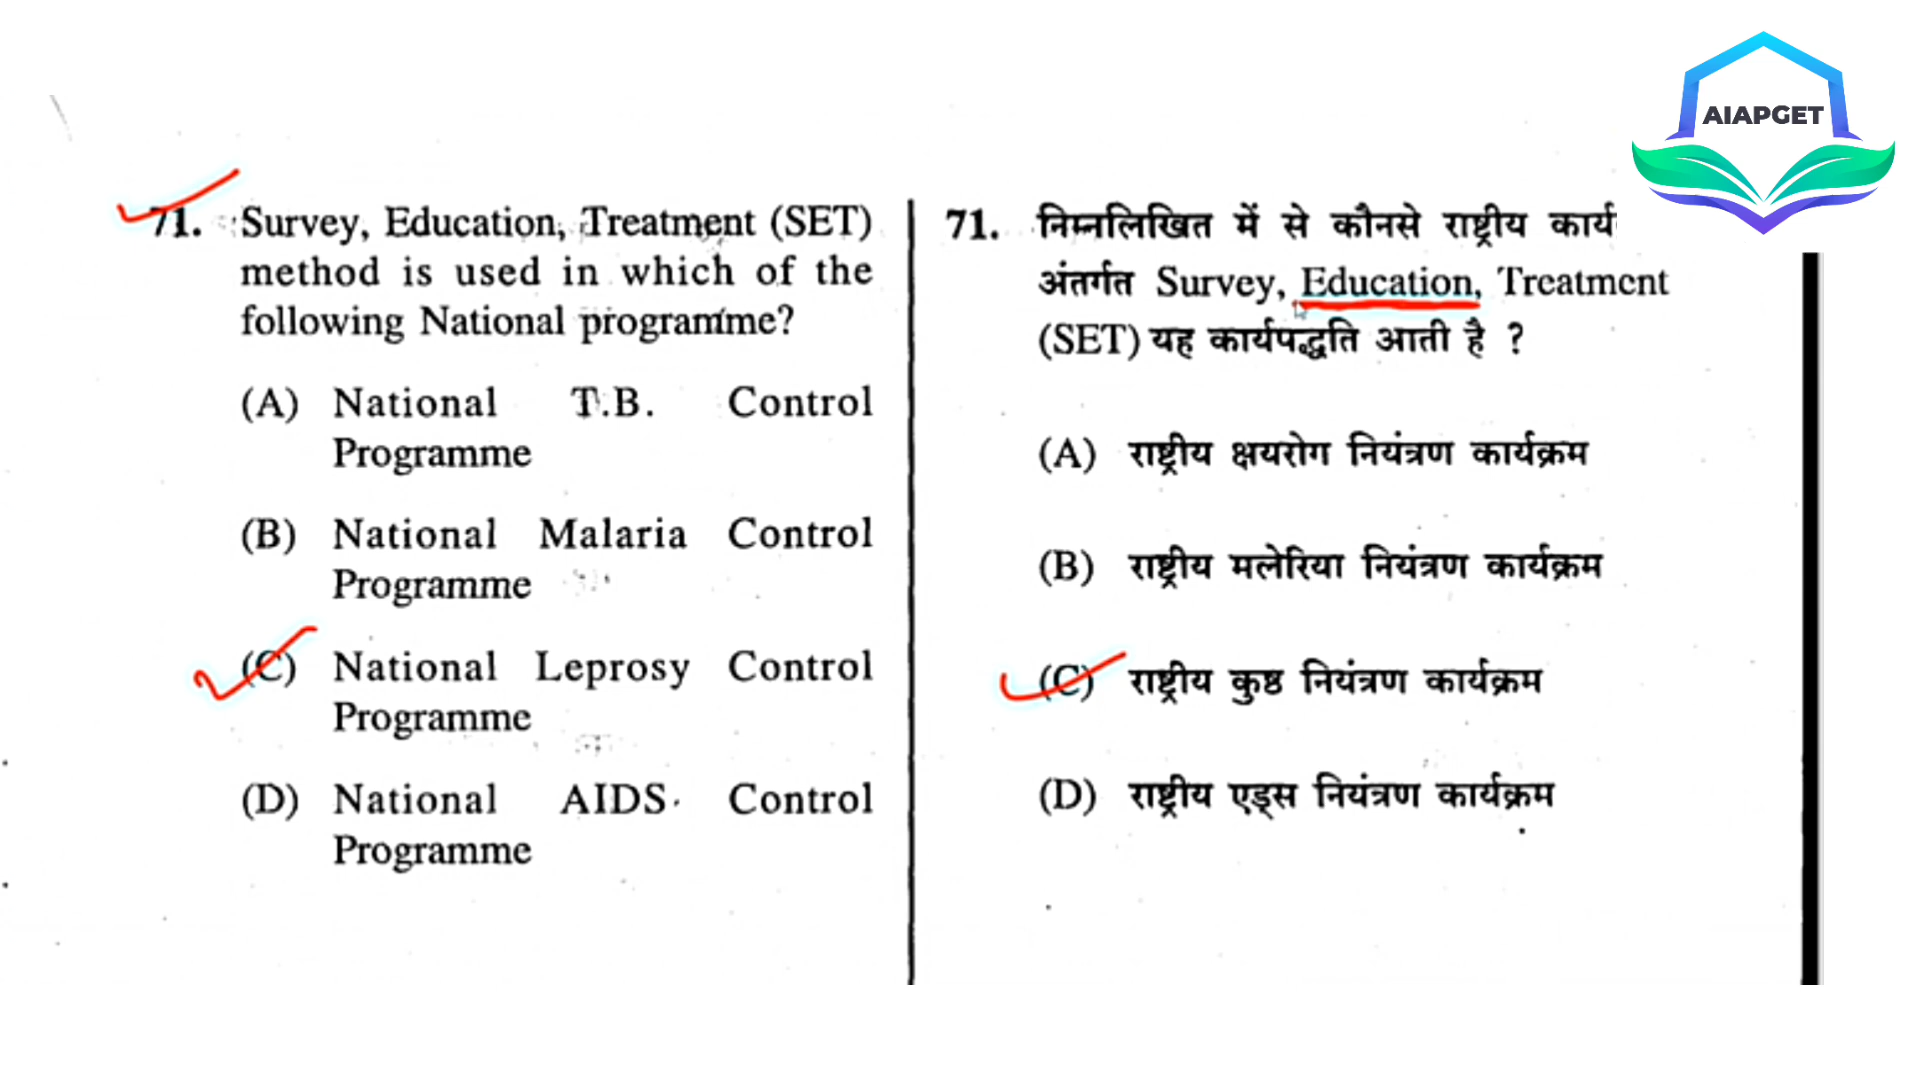 AIAPGET
71. Survey, Education, Treatment (SET)
method is used in which of the
following National programme?
(A) National T.B. Control
Programme
(B) National Malaria Control
Programme
(C) National Leprosy Control
Programme
(D) National AIDS Control
Programme
71. निम्नलिखित में से कौनसे राष्ट्रीय कार्य
अंतर्गत Survey, Education, Treatment
(SET) यह कार्यपद्धति आती है ?
(A) राष्ट्रीय क्षयरोग नियंत्रण कार्यक्रम
(B) राष्ट्रीय मलेरिया नियंत्रण कार्यक्रम
(C) राष्ट्रीय कुष्ठ नियंत्रण कार्यक्रम
(D) राष्ट्रीय एड्स नियंत्रण कार्यक्रम